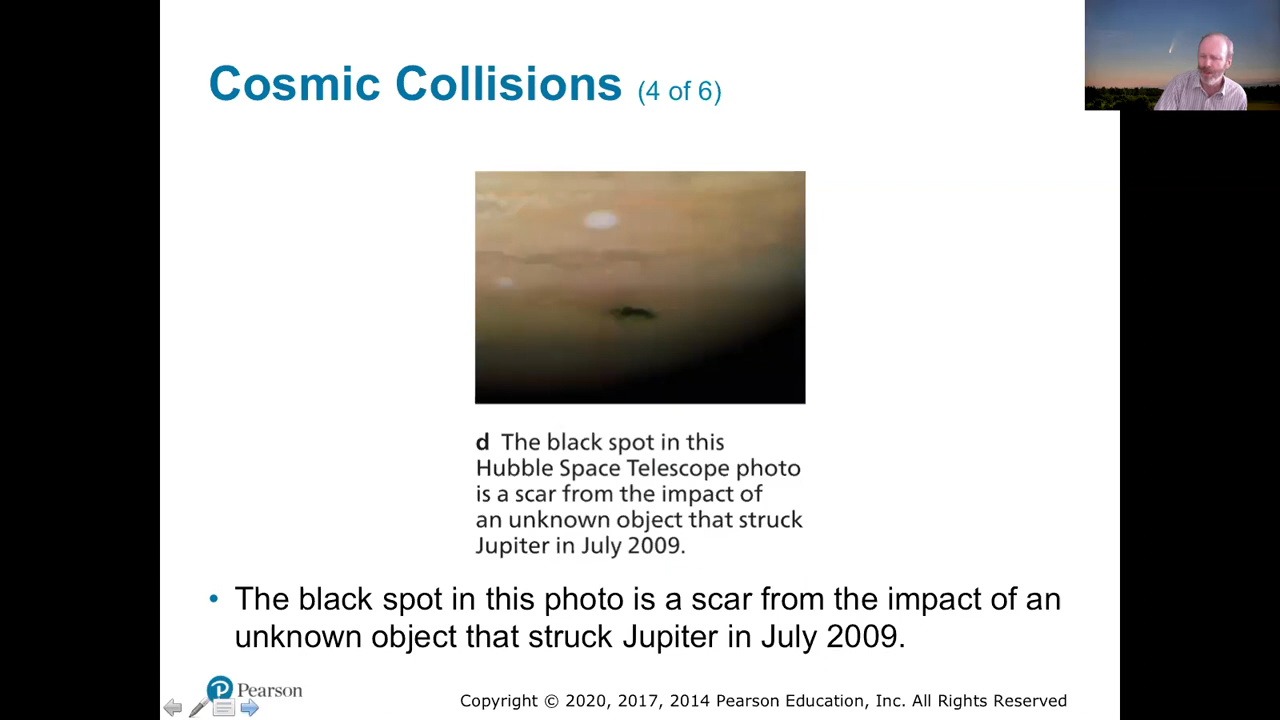 Cosmic Collisions (4 of 6)
d The black spot in this
Hubble Space Telescope photo
is a scar from the impact of
an unknown object that struck
Jupiter in July 2009.
• The black spot in this photo is a scar from the impact of an
unknown object that struck Jupiter in July 2009.
Pearson
Copyright © 2020, 2017, 2014 Pearson Education, Inc. All Rights Reserved